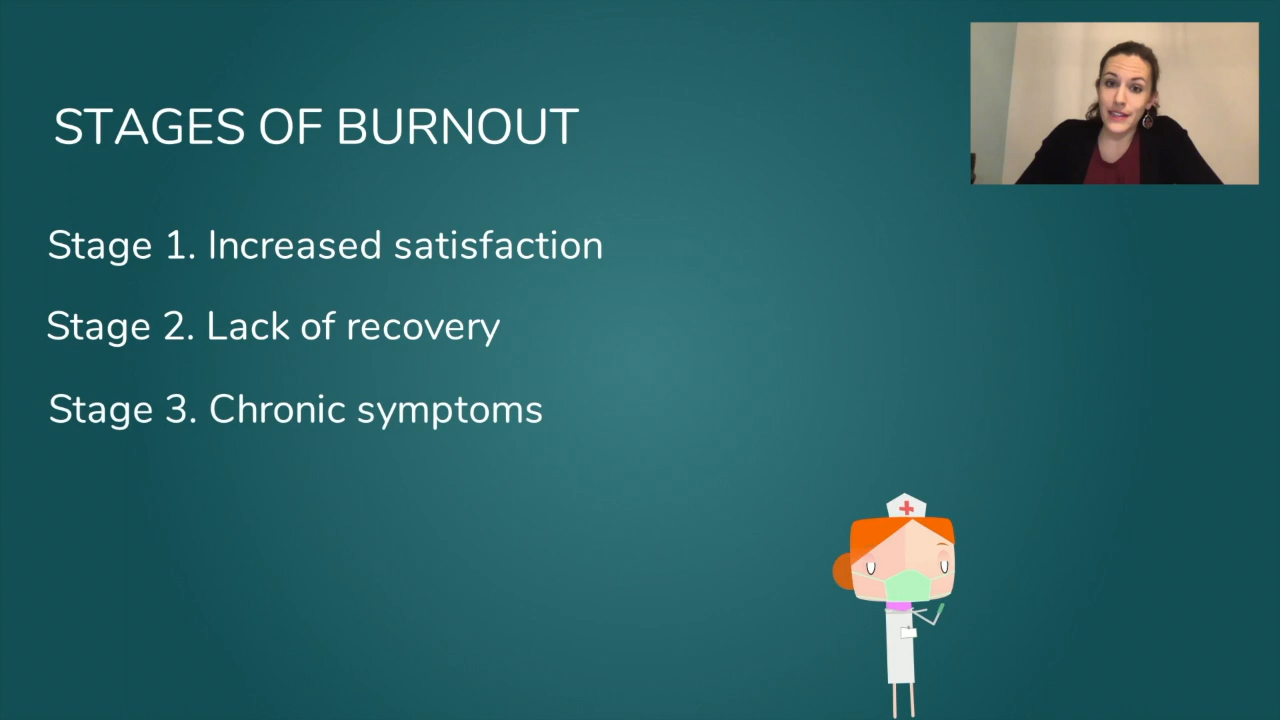 STAGES OF BURNOUT
Stage 1. Increased satisfaction
Stage 2. Lack of recovery
Stage 3. Chronic symptoms